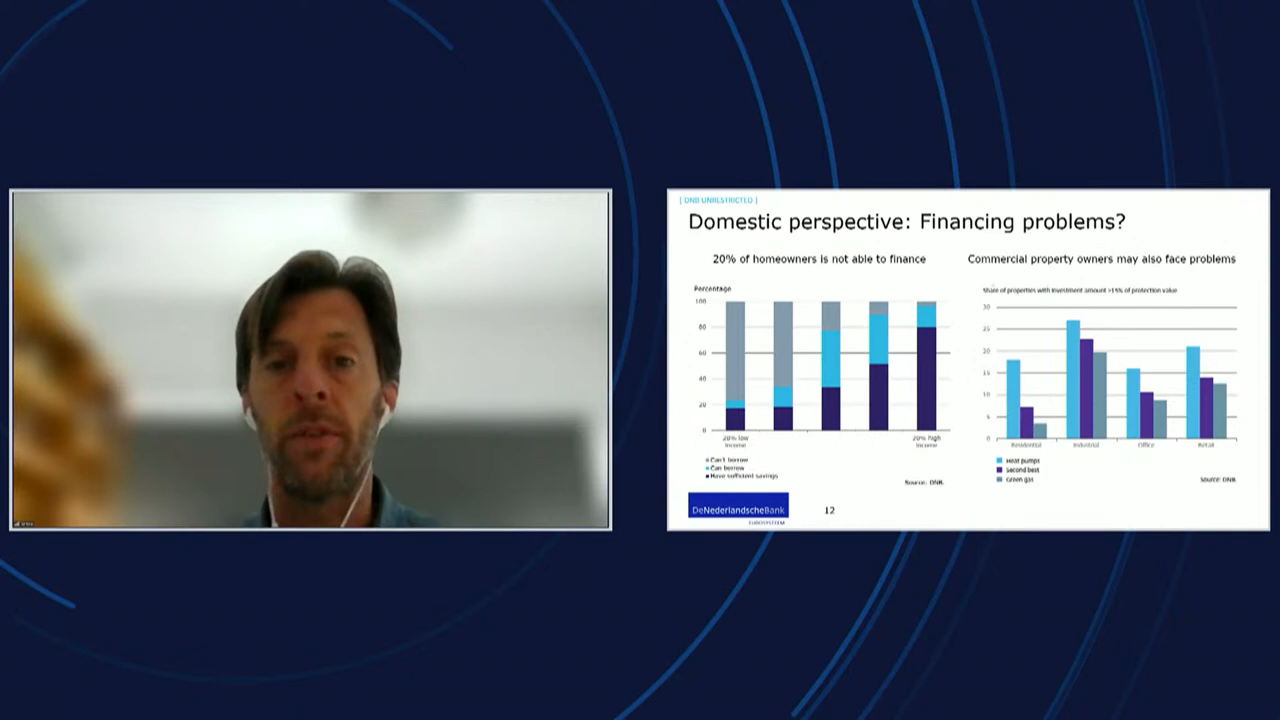 [ DNB UNRESTRICTED ]
Domestic perspective: Financing problems?
20% of homeowners is not able to finance
Percentage
100
80
60
40
20
0
20% low
income
20% high
income
Can't borrow
Can borrow
Have sufficient savings
Source: DNB
Commercial property owners may also face problems
Share of properties with investment amount >15% of protection value
30
25
20
15
10
5
0
Residential
Industrial
Office
Retail
Heat pumps
Second best
Green gas
Source: DNB
DeNederlandscheBank
EUROSYSTEEM
12